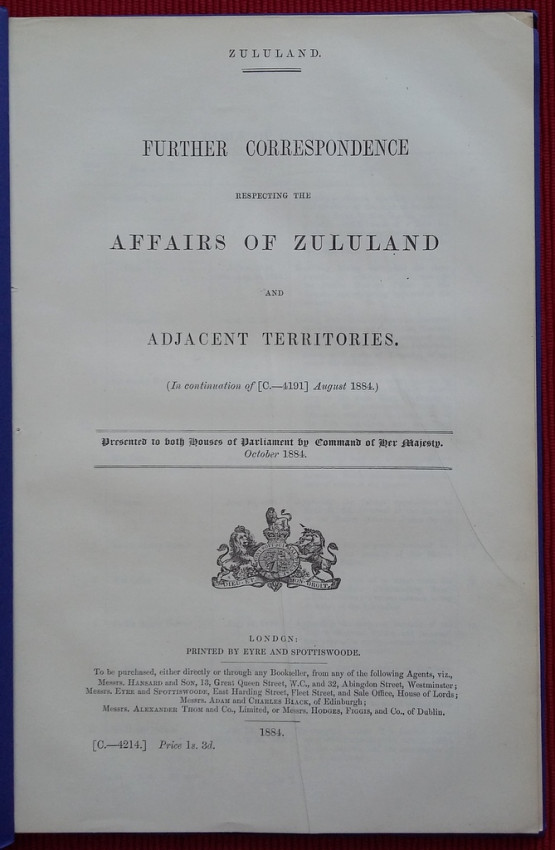 ZULULAND.
FURTHER CORRESPONDENCE
RESPECTING THE
AFFAIRS OF ZULULAND
AND
ADJACENT TERRITORIES.
(In continuation of [C.—4191] August 1884.)
Presented to both Houses of Parliament by Command of Her Majesty.
October 1884.
DIEU ET MON DROIT.
LONDON:
PRINTED BY EYRE AND SPOTTISWOODE.
To be purchased, either directly or through any Bookseller, from any of the following Agents, viz.,
Messrs. HANSARD and SON, 13, Great Queen Street, W.C., and 32, Abingdon Street, Westminster;
Messrs. EYRE and SPOTTISWOODE, East Harding Street, Fleet Street, and Sale Office, House of Lords;
Messrs. ADAM and CHARLES BLACK, of Edinburgh;
Messrs. ALEXANDER THOM and Co., Limited, or Messrs. HODGES, FIGGIS, and Co., of Dublin.
1884.
[C.—4214.] Price 1s. 3d.